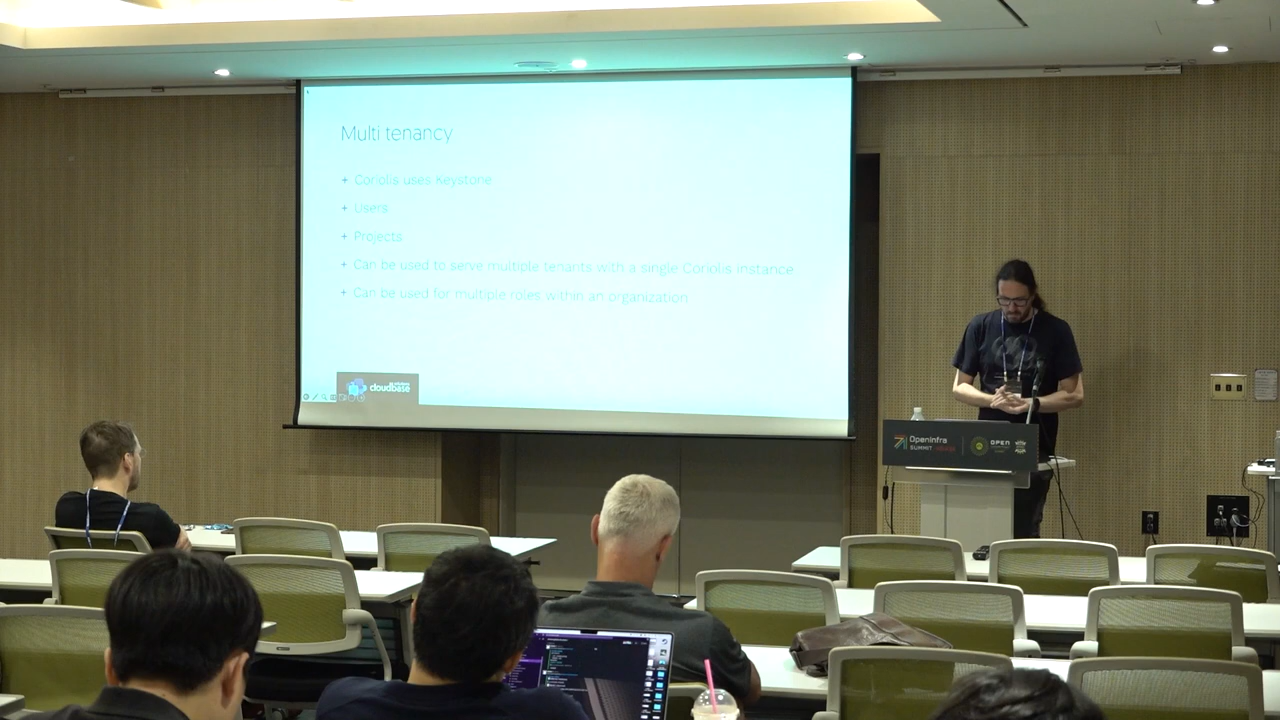 Multi tenancy
+ Coriolis uses Keystone
+ Users
+ Projects
+ Can be used to serve multiple tenants with a single Coriolis instance
+ Can be used for multiple roles within an organization
cloudbase
solutions
OpenInfra
SUMMIT
OPEN